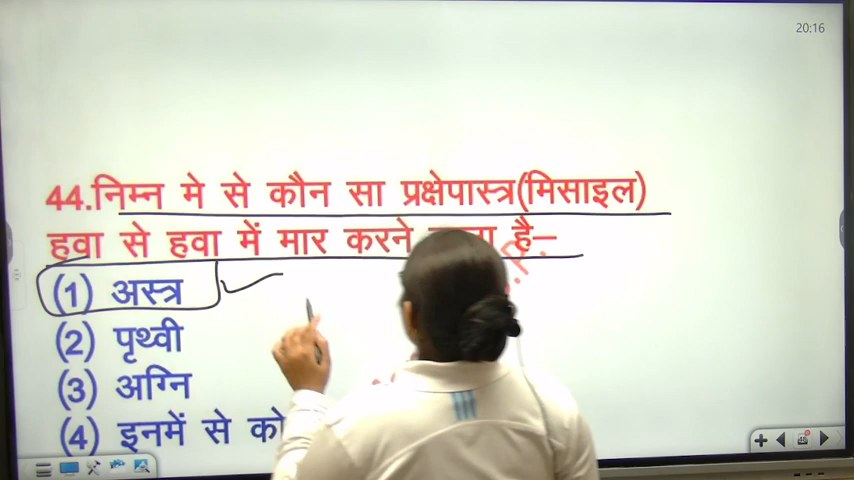 20:16
44.निम्न मे से कौन सा प्रक्षेपास्त्र(मिसाइल)
हवा से हवा में मार करने है–
(1) अस्त्र
(2) पृथ्वी
(3) अग्नि
(4) इनमें से